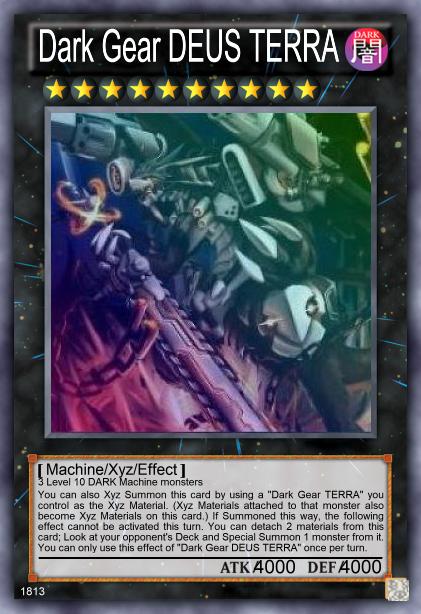 Dark Gear DEUS TERRA
DARK
闇
[ Machine/Xyz/Effect ]
3 Level 10 DARK Machine monsters
You can also Xyz Summon this card by using a "Dark Gear TERRA" you
control as the Xyz Material. (Xyz Materials attached to that monster also
become Xyz Materials on this card.) If Summoned this way, the following
effect cannot be activated this turn. You can detach 2 materials from this
card; Look at your opponent's Deck and Special Summon 1 monster from it.
You can only use this effect of "Dark Gear DEUS TERRA" once per turn.
ATK 4000 DEF 4000
1813